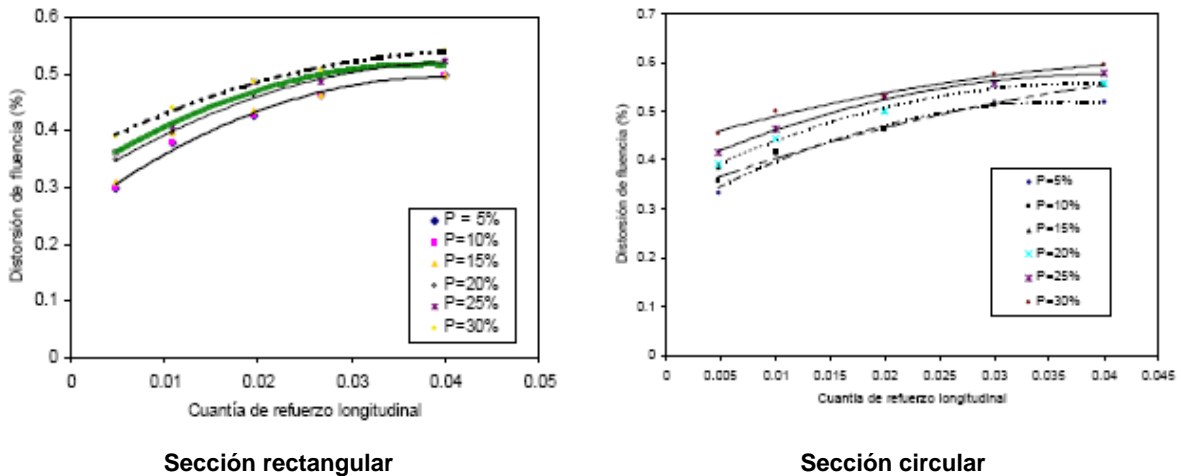 0.6
0.5
0.4
0.3
0.2
0.1
0
Distorsión de fluencia (%)
P = 5%
P=10%
P=15%
P=20%
P=25%
P=30%
0 0.01 0.02 0.03 0.04 0.05
Cuantía de refuerzo longitudinal
Sección rectangular
0.7
0.6
0.5
0.4
0.3
0.2
0.1
0
Distorsión de fluencia (%)
P=5%
P=10%
P=15%
P=20%
P=25%
P=30%
0 0.005 0.01 0.015 0.02 0.025 0.03 0.035 0.04 0.045
Cuantía de refuerzo longitudinal
Sección circular